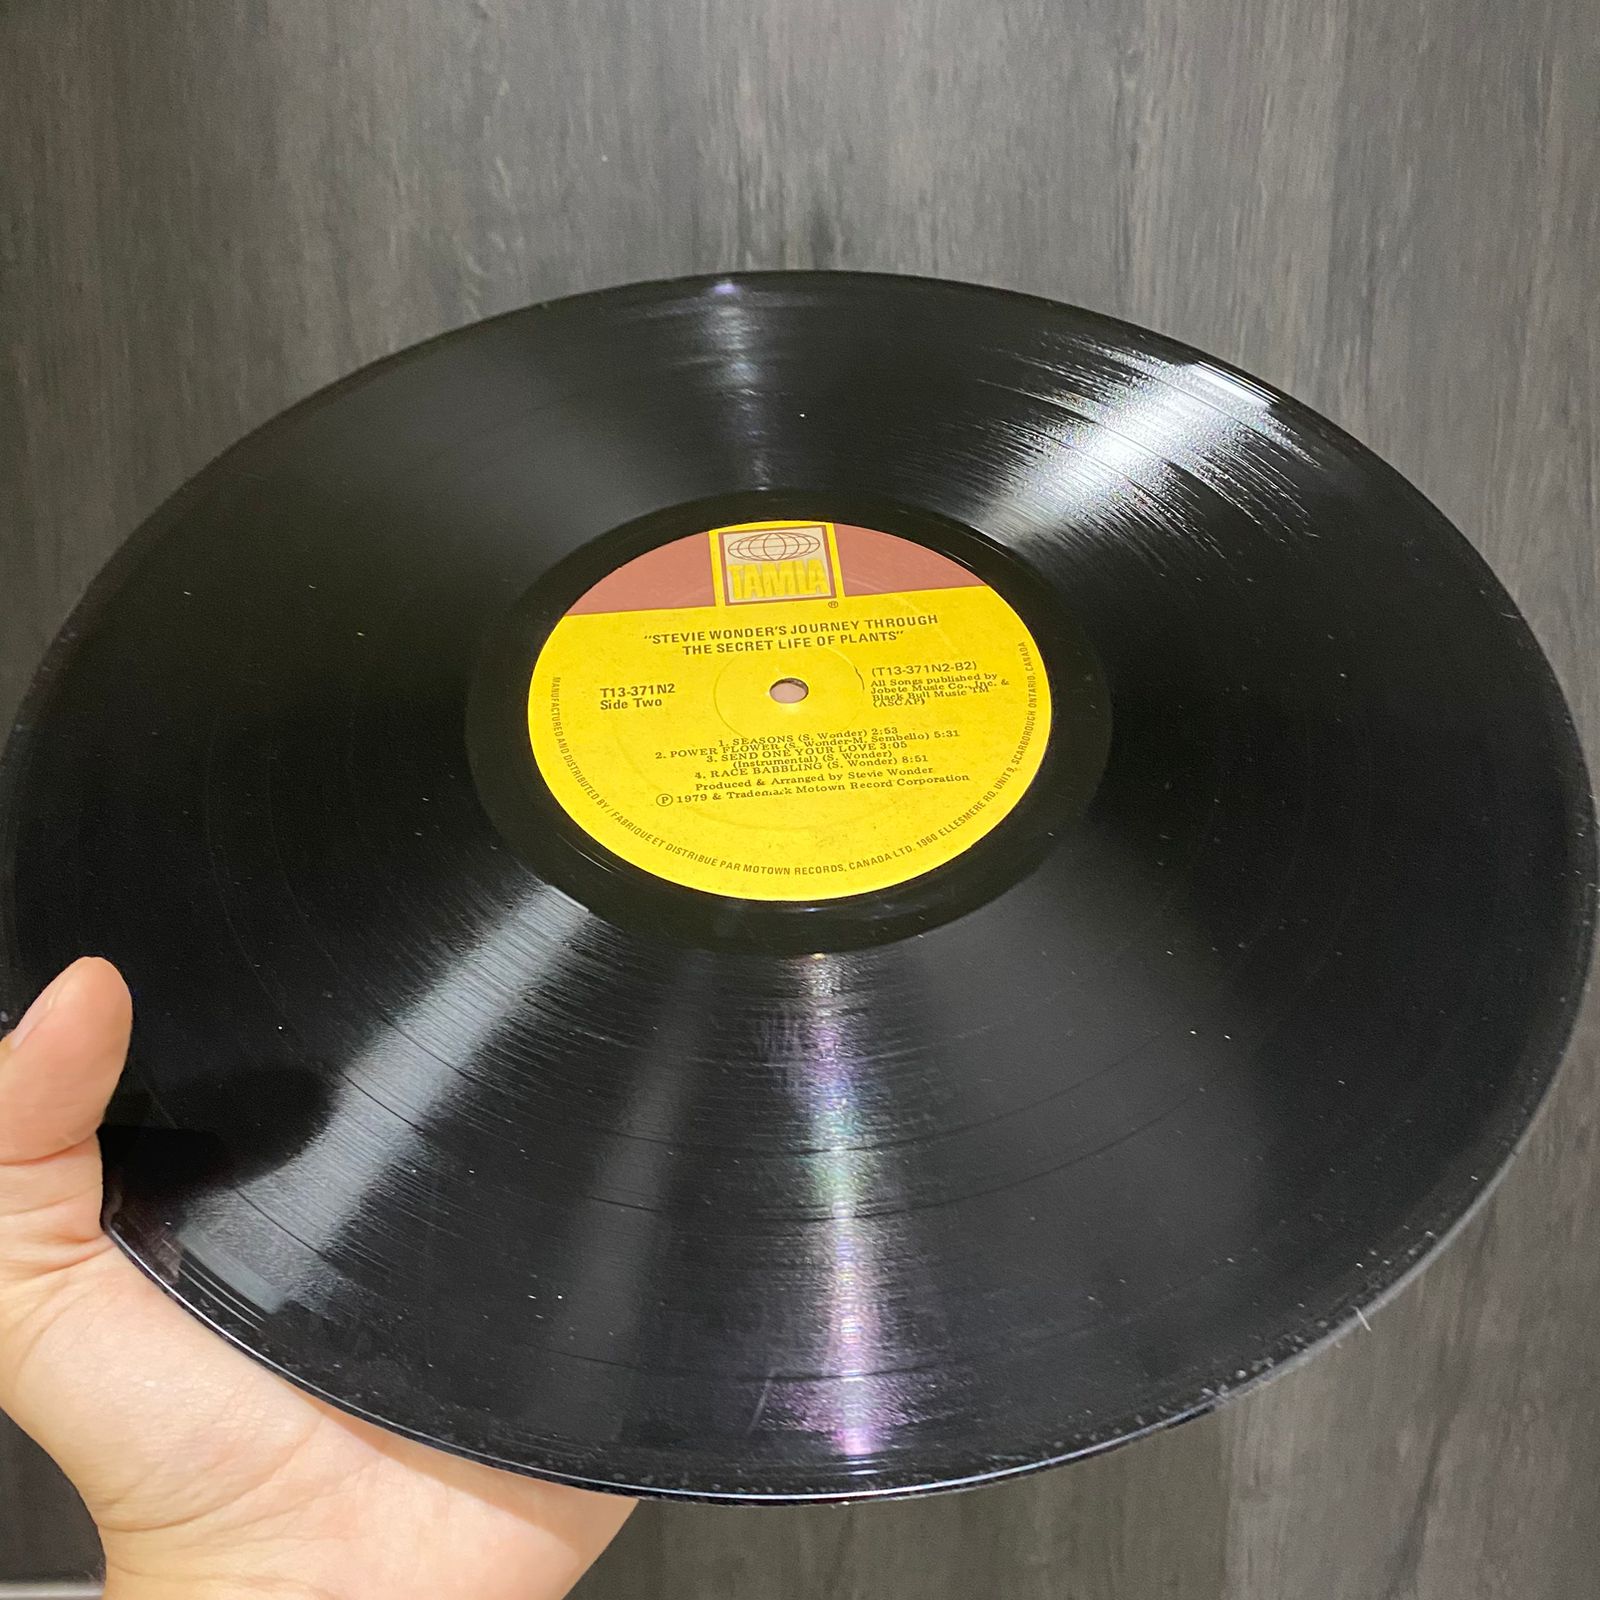 TAMLA
®
"STEVIE WONDER'S JOURNEY THROUGH
THE SECRET LIFE OF PLANTS"
T13-371N2
Side Two
(T13-371N2-B2)
All Songs published by
Jobete Music Co., Inc. &
Black Bull Music TM
(ASCAP)
1. SEASONS (S. Wonder) 2:53
2. POWER FLOWER (S. Wonder-M. Sembello) 5:31
3. SEND ONE YOUR LOVE 3:05
(Instrumental) (S. Wonder)
4. RACE BABBLING (S. Wonder) 8:51
Produced & Arranged by Stevie Wonder
Ⓟ 1979 & Trademark Motown Record Corporation
MANUFACTURED AND DISTRIBUTED BY / FABRIQUE ET DISTRIBUE PAR MOTOWN RECORDS, CANADA LTD. 1960 ELLESMERE RD, UNIT 9, SCARBOROUGH ONTARIO, CANADA